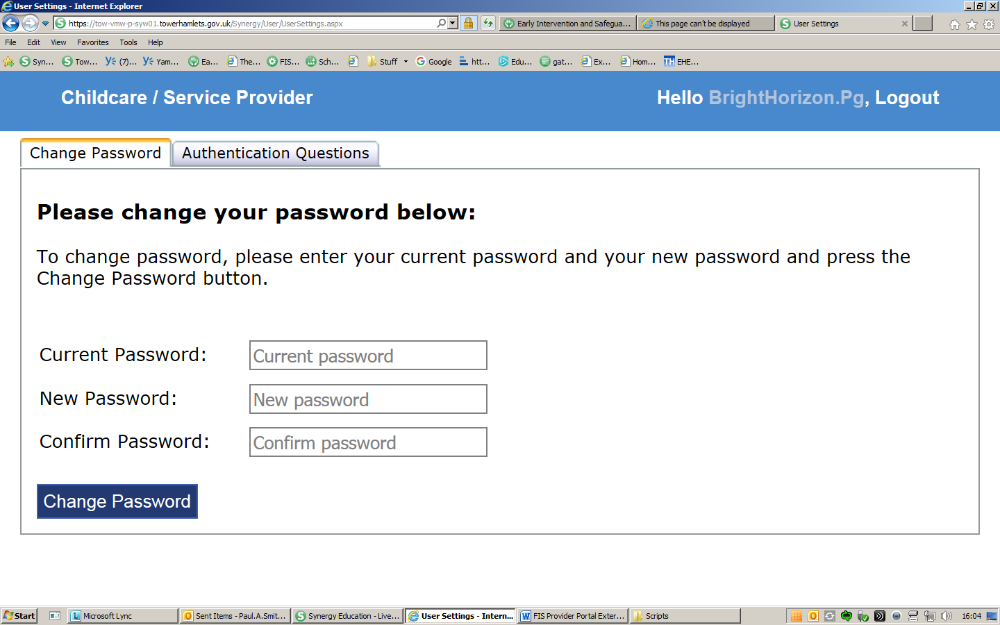 User Settings - Internet Explorer
https://tow-vmw-p-syw01.towerhamlets.gov.uk/Synergy/User/UserSettings.aspx
Early Intervention and Safegua...
This page can't be displayed
User Settings
File Edit View Favorites Tools Help
Syn... Tow... (7)... Yam... Ea... The... FIS... Sch... Stuff Google htt... Edu... gat... Ex... Hom... TH EHE...
Childcare / Service Provider
Hello BrightHorizon.Pg, Logout
Change Password
Authentication Questions
Please change your password below:
To change password, please enter your current password and your new password and press the
Change Password button.
Current Password:
Current password
New Password:
New password
Confirm Password:
Confirm password
Change Password
Start
Microsoft Lync
Sent Items - Paul.A.Smit...
Synergy Education - Live...
User Settings - Intern...
FIS Provider Portal Exter...
Scripts
16:04